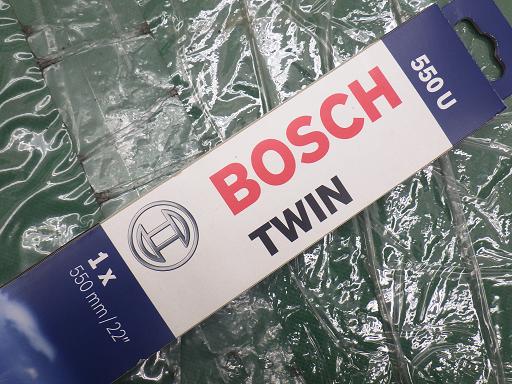 BOSCH
TWIN
550 U
1 x
550 mm / 22"